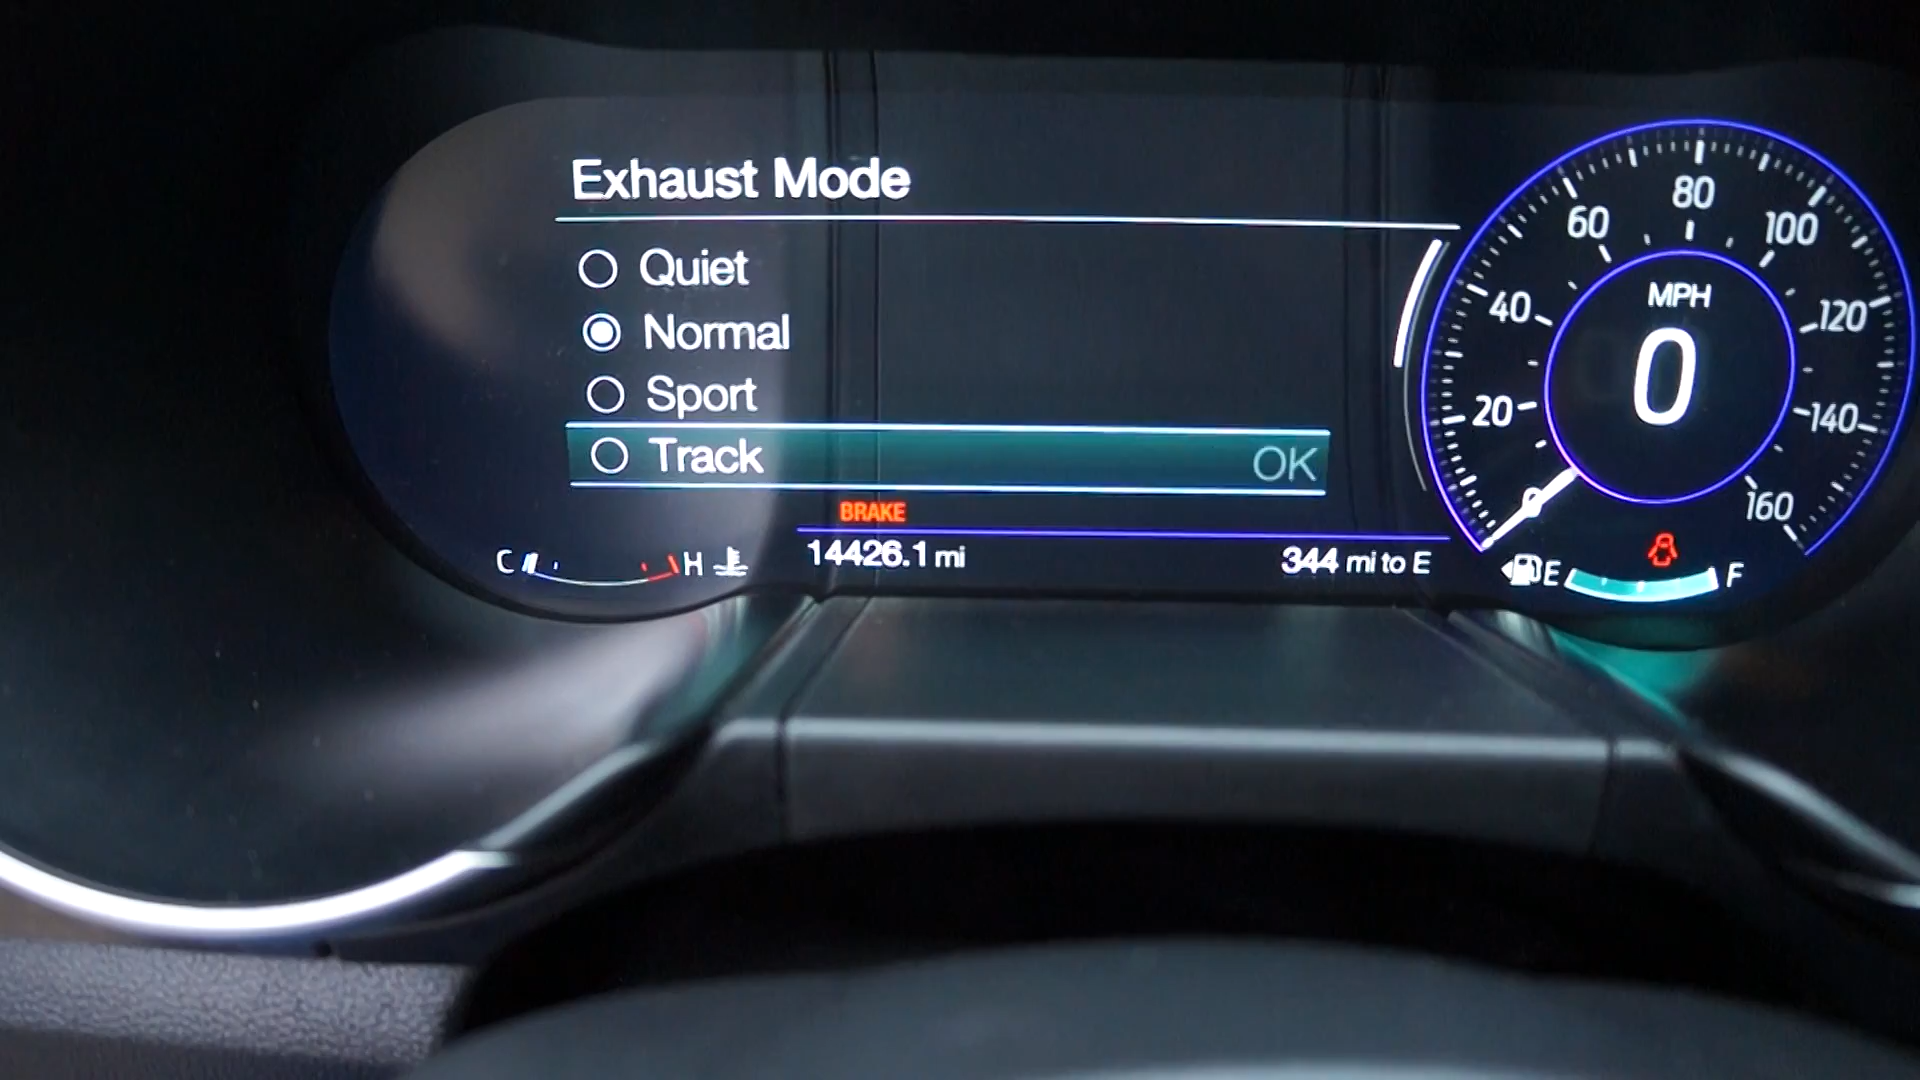 Exhaust Mode
Quiet
Normal
Sport
Track OK
BRAKE
14426.1 mi 344 mi to E
C H
0 20 40 60 80 100 120 140 160
MPH
0
E F